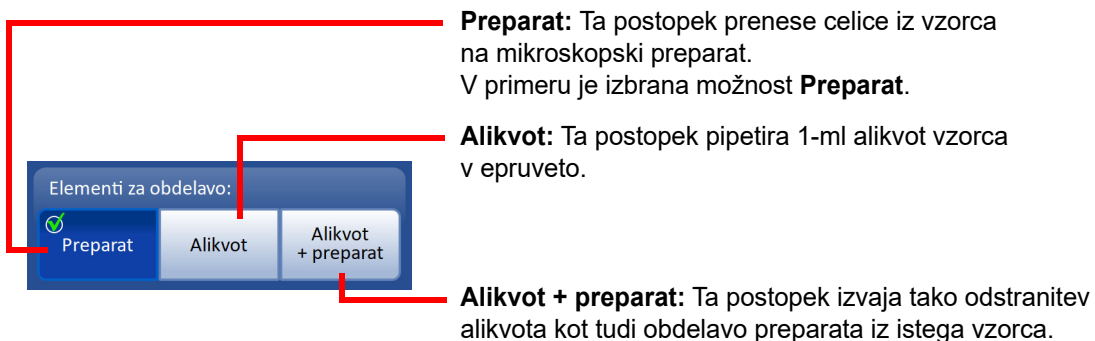 Preparat: Ta postopek prenese celice iz vzorca
na mikroskopski preparat.
V primeru je izbrana možnost Preparat.
Alikvot: Ta postopek pipetira 1-ml alikvot vzorca
v epruveto.
Elementi za obdelavo:
Preparat
Alikvot
Alikvot
+ preparat
Alikvot + preparat: Ta postopek izvaja tako odstranitev
alikvota kot tudi obdelavo preparata iz istega vzorca.